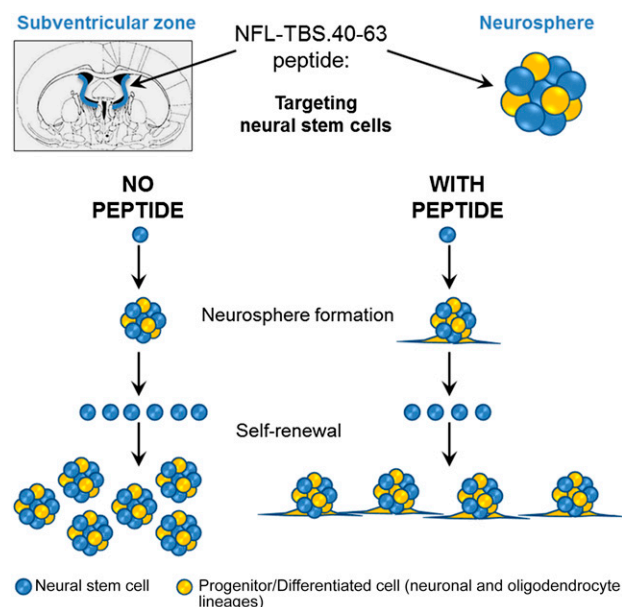 Subventricular zone
NFL-TBS.40-63
peptide:
Targeting
neural stem cells
Neurosphere
NO
PEPTIDE
WITH
PEPTIDE
Neurosphere formation
Self-renewal
Neural stem cell
Progenitor/Differentiated cell (neuronal and oligodendrocyte
lineages)